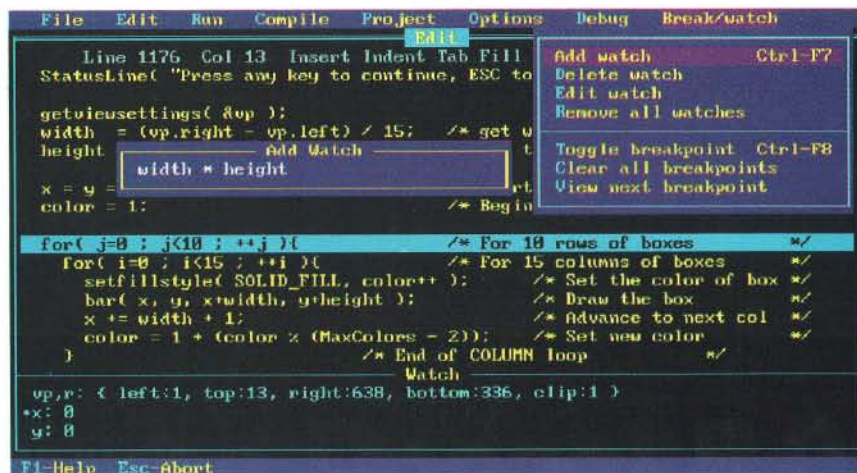 File Edit Run Compile Project Options Debug Break/watch
Edit
Line 1176 Col 13 Insert Indent Tab Fill
StatusLine( "Press any key to continue, ESC to
getviewsettings( &vp );
width = (vp.right - vp.left) / 15; /* get w
height t
x = y = rt
color = 1; /* Begin
Add Watch
width * height
Add watch Ctrl-F7
Delete watch
Edit watch
Remove all watches
Toggle breakpoint Ctrl-F8
Clear all breakpoints
View next breakpoint
for( j=0 ; j<10 ; ++j ){ /* For 10 rows of boxes */
for( i=0 ; i<15 ; ++i ){ /* For 15 columns of boxes */
setfillstyle( SOLID_FILL, color++ ); /* Set the color of box */
bar( x, y, x+width, y+height ); /* Draw the box */
x += width + 1; /* Advance to next col */
color = 1 + (color % (MaxColors - 2)); /* Set new color */
} /* End of COLUMN loop */
Watch
vp,r: { left:1, top:13, right:638, bottom:336, clip:1 }
•x: 0
y: 0
F1-Help Esc-Abort